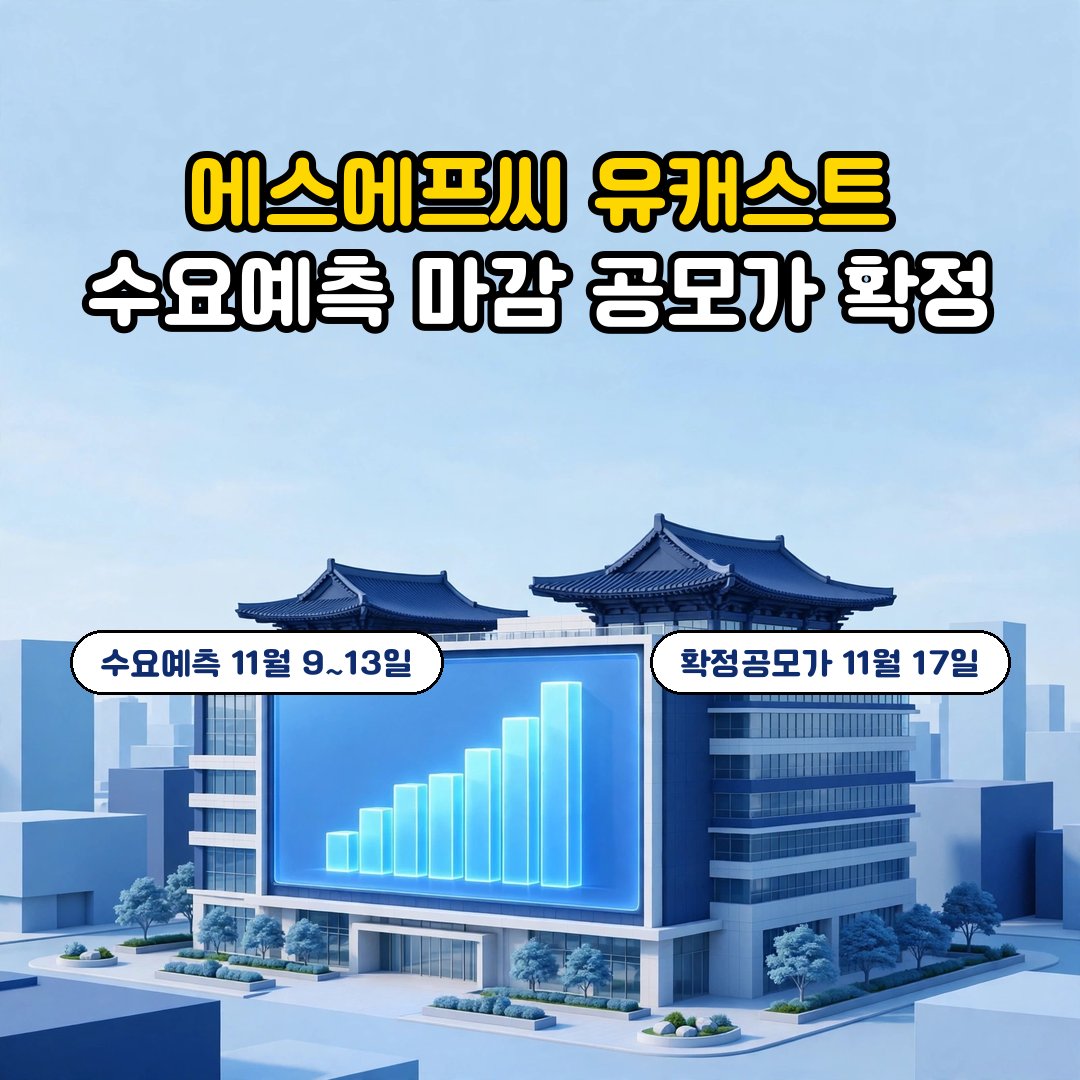 에스에프씨 유캐스트
수요예측 마감 공모가 확정
수요예측 11월 9~13일
확정공모가 11월 17일